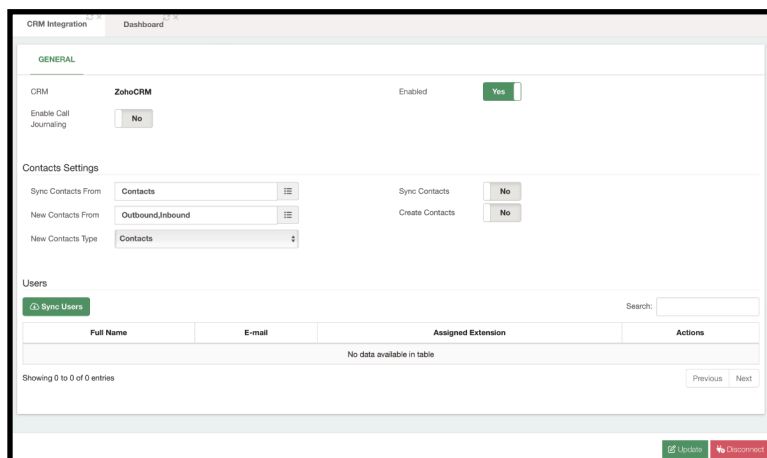 CRM Integration Dashboard
GENERAL
CRM ZohoCRM Enabled Yes
Enable Call
Journaling No
Contacts Settings
Sync Contacts From Contacts Sync Contacts No
New Contacts From Outbound,Inbound Create Contacts No
New Contacts Type Contacts
Users
Sync Users Search:
Full Name E-mail Assigned Extension Actions
No data available in table
Showing 0 to 0 of 0 entries Previous Next
Update Disconnect